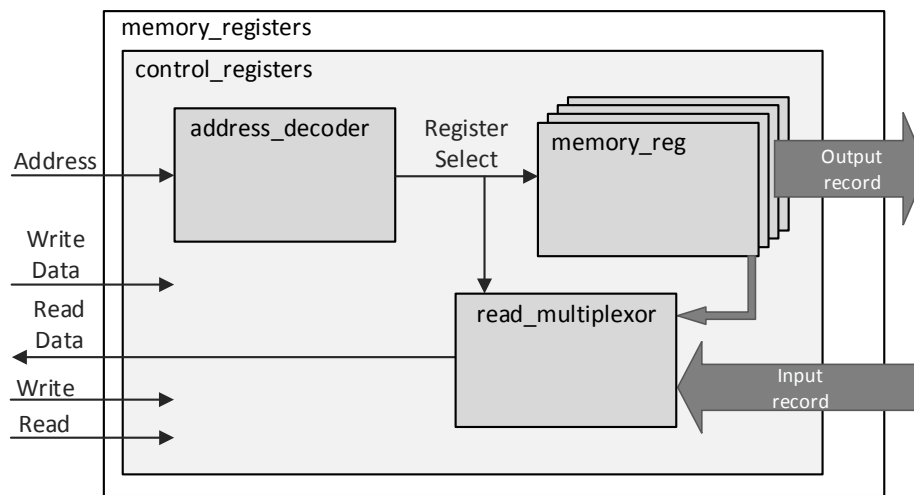 memory_registers
control_registers
address_decoder
Register
Select
memory_reg
Address
Output
record
Write
Data
Read
Data
read_multiplexor
Write
Read
Input
record